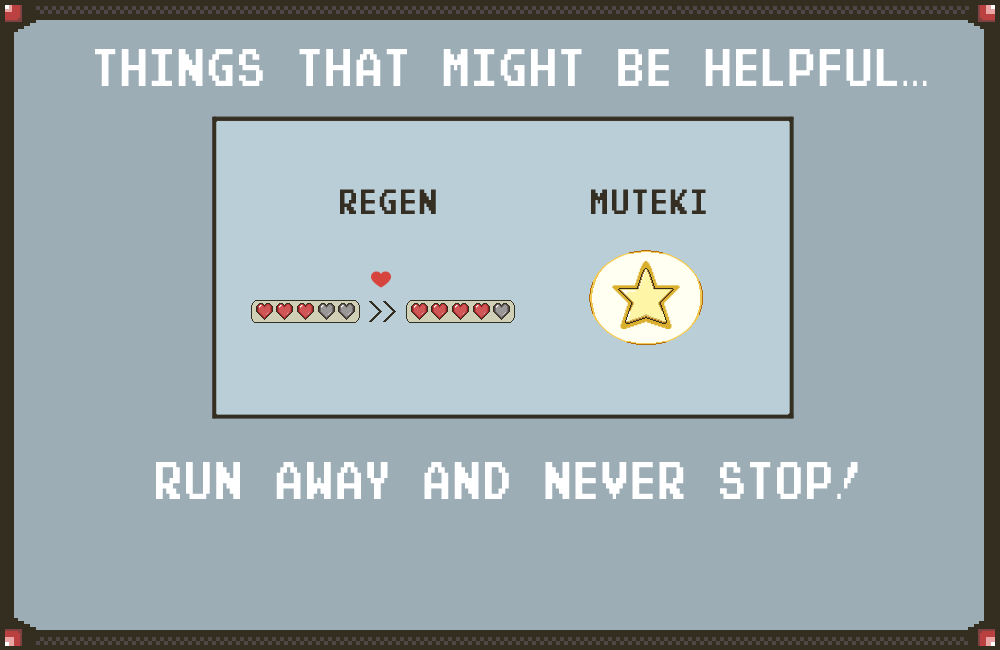 THINGS THAT MIGHT BE HELPFUL...
REGEN MUTEKI
RUN AWAY AND NEVER STOP!